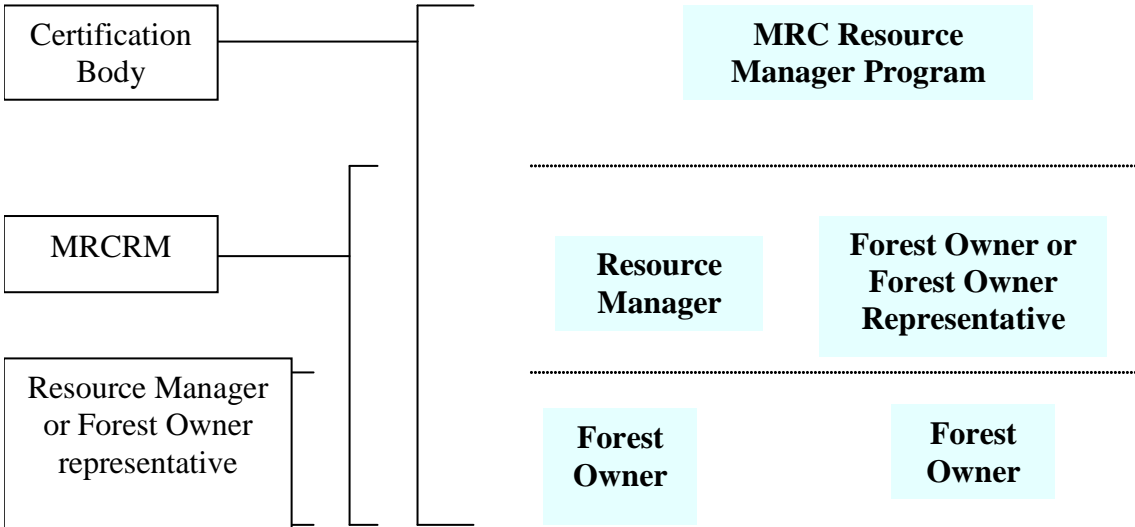 Certification
Body
MRC Resource
Manager Program
MRCRM
Resource
Manager
Forest Owner or
Forest Owner
Representative
Resource Manager
or Forest Owner
representative
Forest
Owner
Forest
Owner